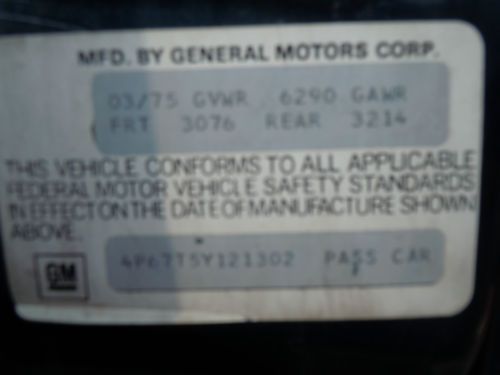 MFD. BY GENERAL MOTORS CORP.
03/75 GVWR 6290 GAWR
FRT 3076 REAR 3214
THIS VEHICLE CONFORMS TO ALL APPLICABLE
FEDERAL MOTOR VEHICLE SAFETY STANDARDS
IN EFFECT ON THE DATE OF MANUFACTURE SHOWN
ABOVE.
GM
4P67T5Y121302 PASS CAR